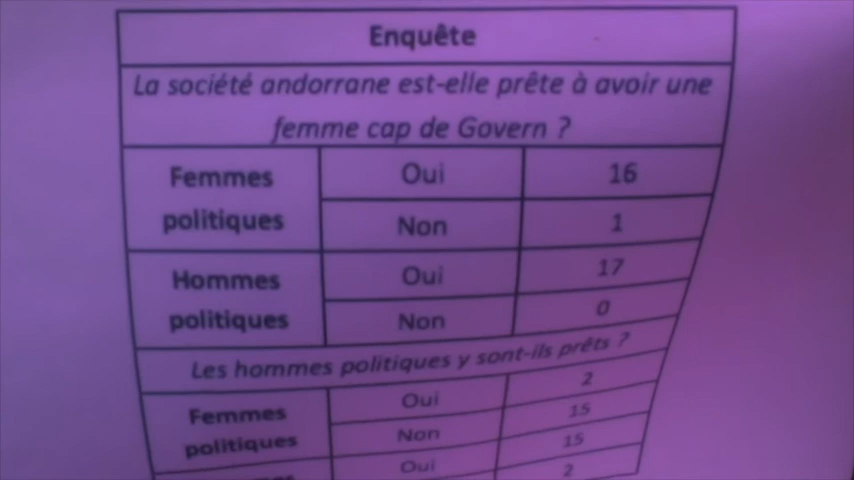 Enquête
La société andorrane est-elle prête à avoir une
femme cap de Govern ?
Femmes politiques Oui 16
Non 1
Hommes politiques Oui 17
Non 0
Les hommes politiques y sont-ils prêts ?
Femmes politiques Oui 2
Non 15
Oui 15
2